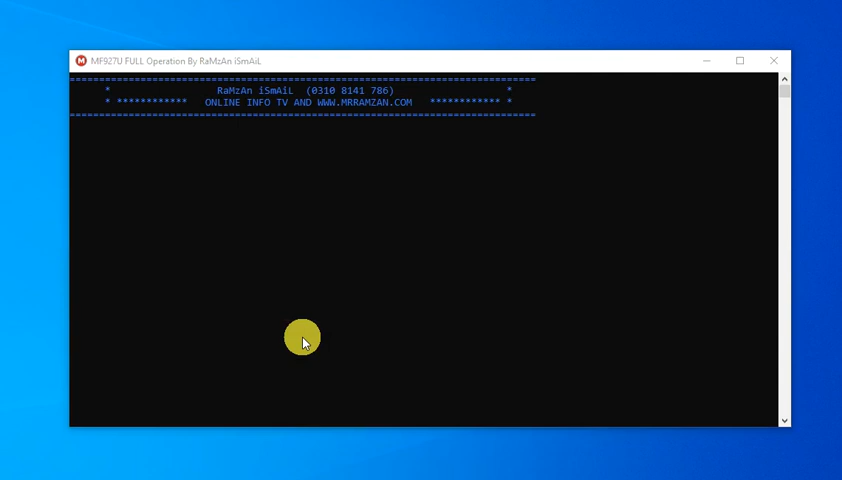 MF927U FULL Operation By RaMzAn iSmAiL
===============================================================================
* RaMzAn iSmAiL (0310 8141 786) *
* ************ ONLINE INFO TV AND WWW.MRRAMZAN.COM ************ *
===============================================================================